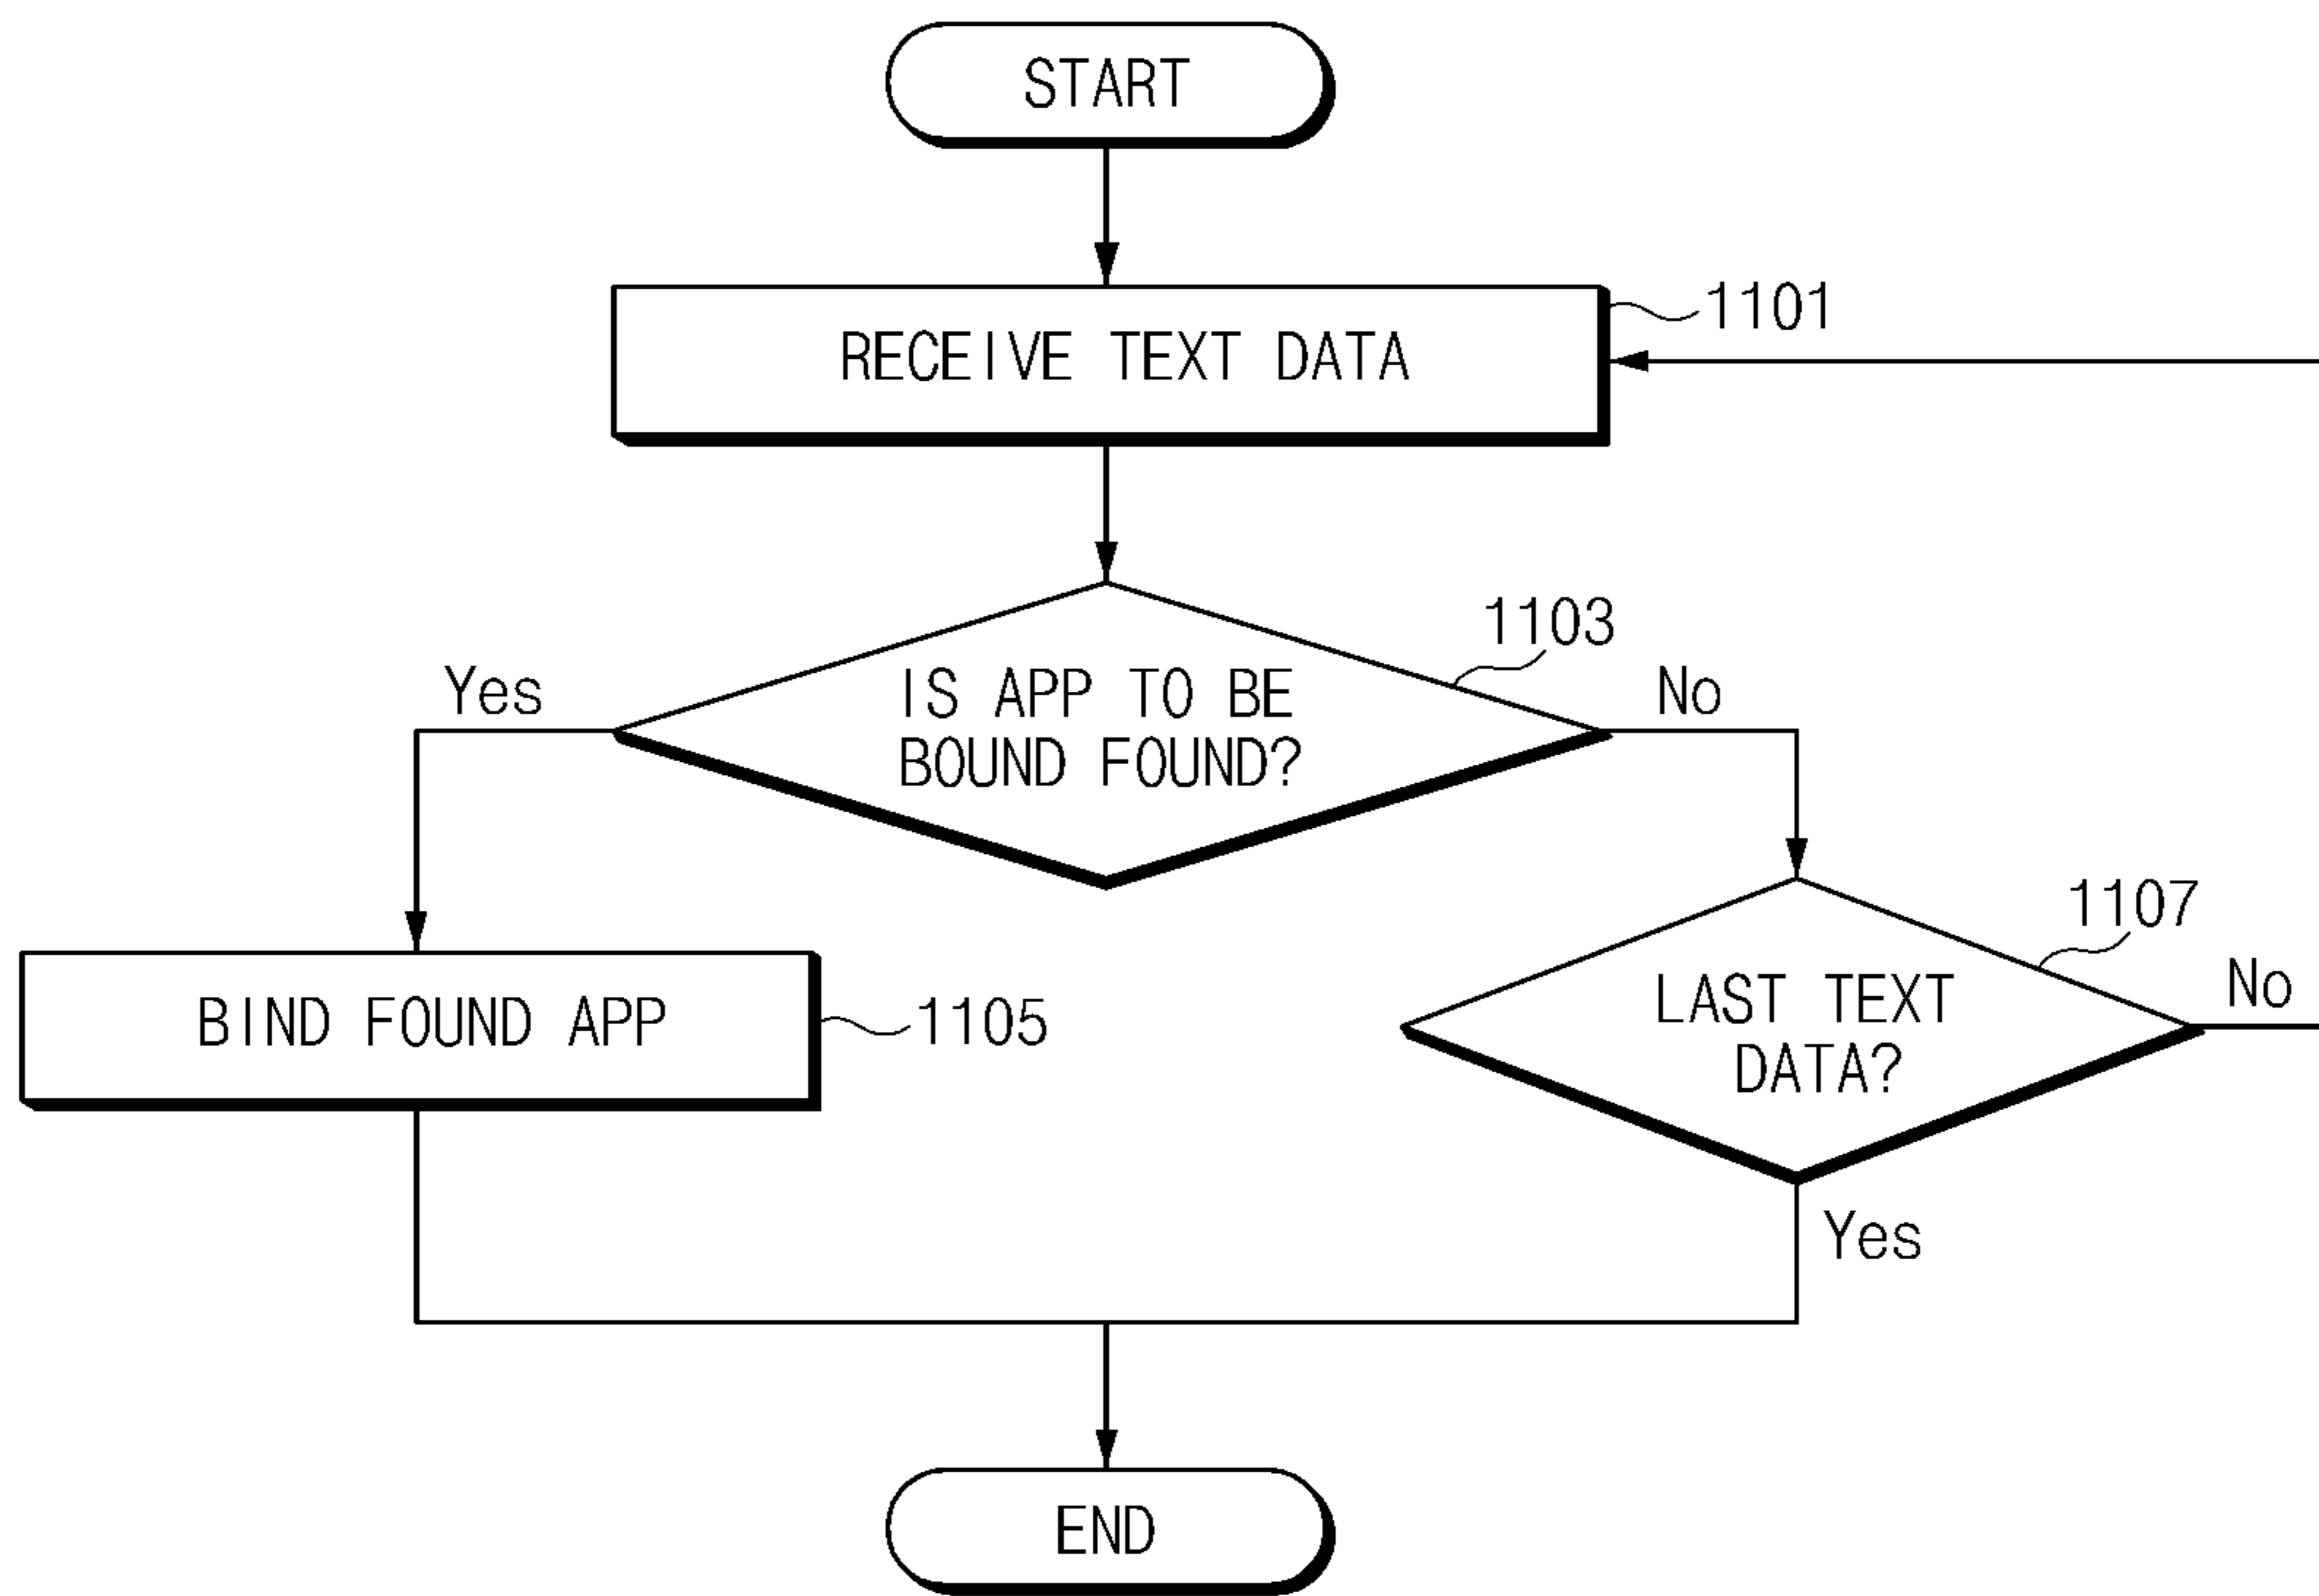 START
1101
RECEIVE TEXT DATA
1103
Yes
IS APP TO BE
BOUND FOUND?
No
1107
BIND FOUND APP
1105
LAST TEXT
DATA?
No
Yes
END